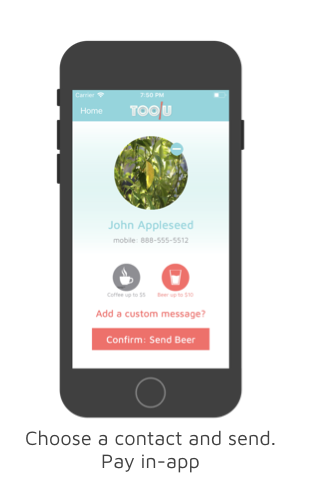 Carrier 7:50 PM
Home TOO/U
John Appleseed
mobile: 888-555-5512
Coffee up to $5 Beer up to $10
Add a custom message?
Confirm: Send Beer
Choose a contact and send.
Pay in-app